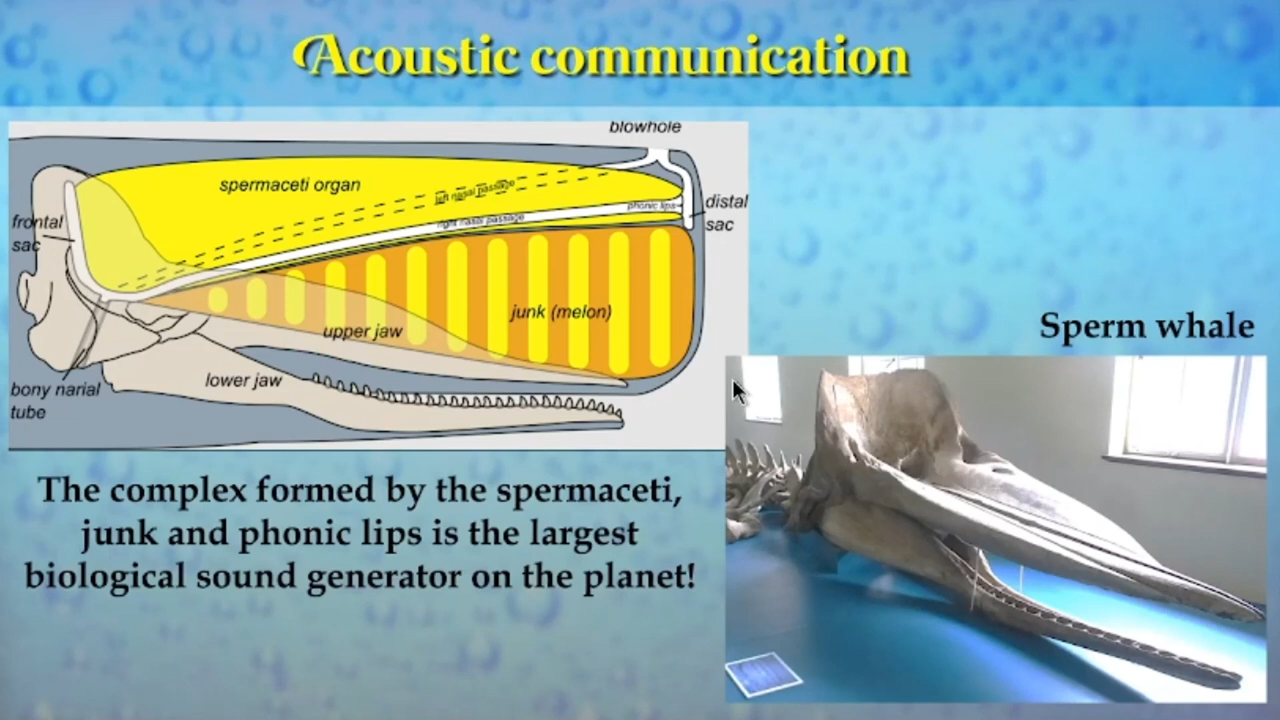 Acoustic communication
blowhole
spermaceti organ
left nasal passage
phonic lips
distal
sac
right nasal passage
frontal
sac
junk (melon)
upper jaw
lower jaw
bony narial
tube
Sperm whale
The complex formed by the spermaceti,
junk and phonic lips is the largest
biological sound generator on the planet!